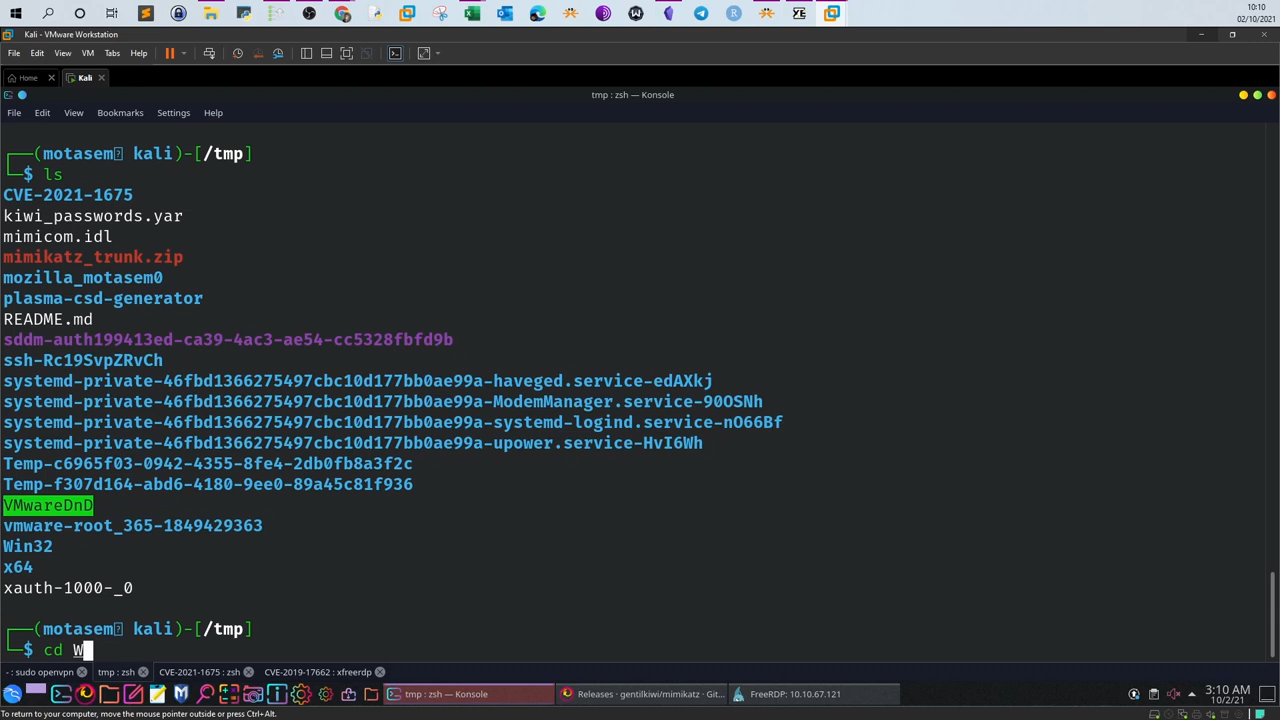 10:10
02/10/2021
Kali - VMware Workstation
File Edit View VM Tabs Help
Home Kali
tmp : zsh — Konsole
File Edit View Bookmarks Settings Help
┌──(motasem kali)-[/tmp]
└─$ ls
CVE-2021-1675
kiwi_passwords.yar
mimicom.idl
mimikatz_trunk.zip
mozilla_motasem0
plasma-csd-generator
README.md
sddm-auth199413ed-ca39-4ac3-ae54-cc5328fbfd9b
ssh-Rc19SvpZRvCh
systemd-private-46fbd1366275497cbc10d177bb0ae99a-haveged.service-edAXkj
systemd-private-46fbd1366275497cbc10d177bb0ae99a-ModemManager.service-90OSNh
systemd-private-46fbd1366275497cbc10d177bb0ae99a-systemd-logind.service-nO66Bf
systemd-private-46fbd1366275497cbc10d177bb0ae99a-upower.service-HvI6Wh
Temp-c6965f03-0942-4355-8fe4-2db0fb8a3f2c
Temp-f307d164-abd6-4180-9ee0-89a45c81f936
VMwareDnD
vmware-root_365-1849429363
Win32
x64
xauth-1000-_0
┌──(motasem kali)-[/tmp]
└─$ cd W
- : sudo openvpn tmp : zsh CVE-2021-1675 : zsh CVE-2019-17662 : xfreerdp
tmp : zsh — Konsole Releases · gentilkiwi/mimikatz · Git... FreeRDP: 10.10.67.121 3:10 AM
10/2/21
To return to your computer, move the mouse pointer outside or press Ctrl+Alt.